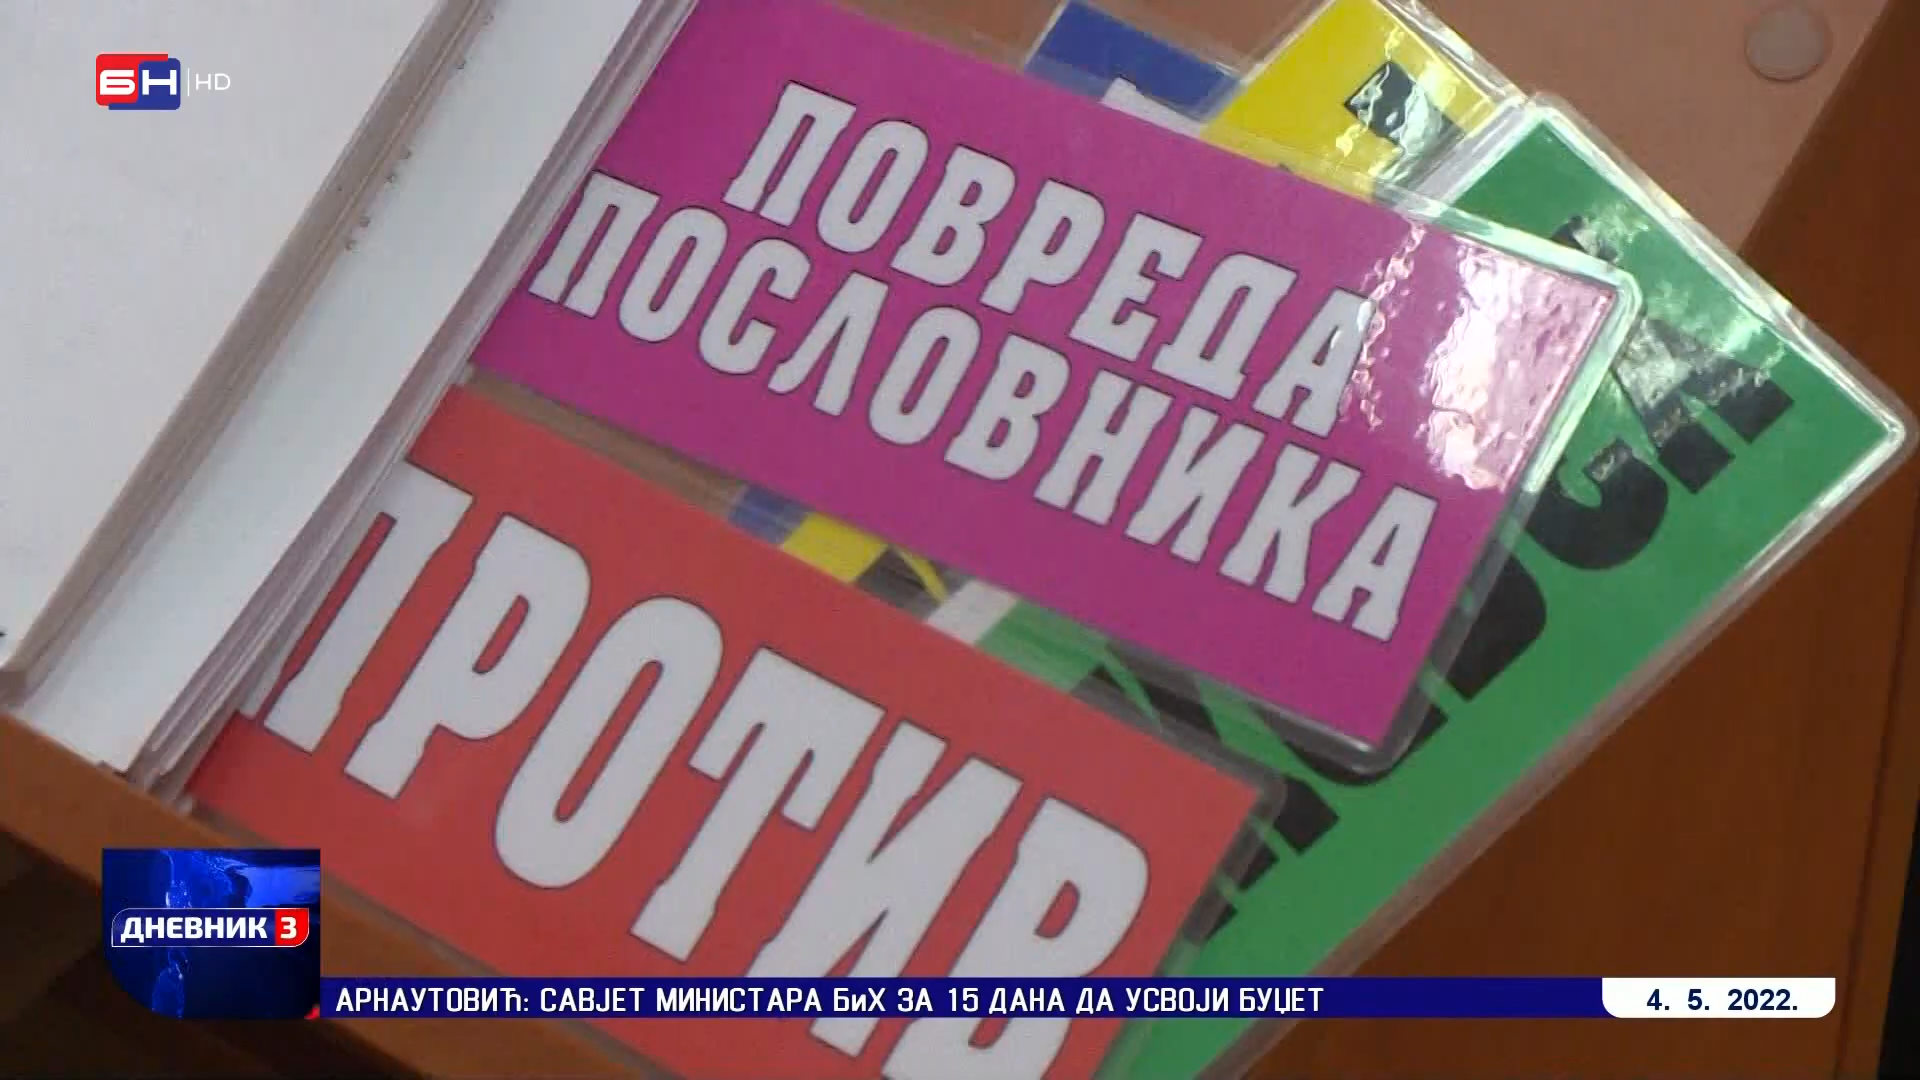 БН HD
ПОВРЕДА
ПОСЛОВНИКА
ПРОТИВ
ДНЕВНИК 3
АРНАУТОВИЋ: САВЈЕТ МИНИСТАРА БиХ ЗА 15 ДАНА ДА УСВОЈИ БУЏЕТ
4. 5. 2022.